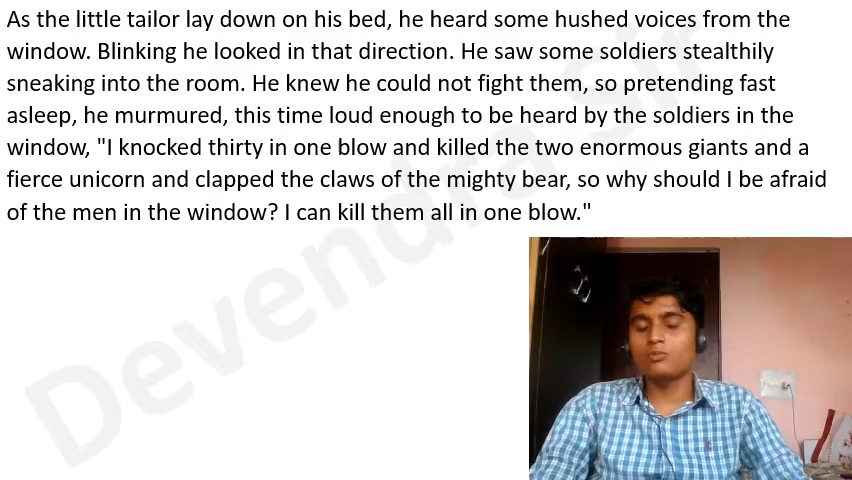 As the little tailor lay down on his bed, he heard some hushed voices from the
window. Blinking he looked in that direction. He saw some soldiers stealthily
sneaking into the room. He knew he could not fight them, so pretending fast
asleep, he murmured, this time loud enough to be heard by the soldiers in the
window, "I knocked thirty in one blow and killed the two enormous giants and a
fierce unicorn and clapped the claws of the mighty bear, so why should I be afraid
of the men in the window? I can kill them all in one blow."
Devendra Sir